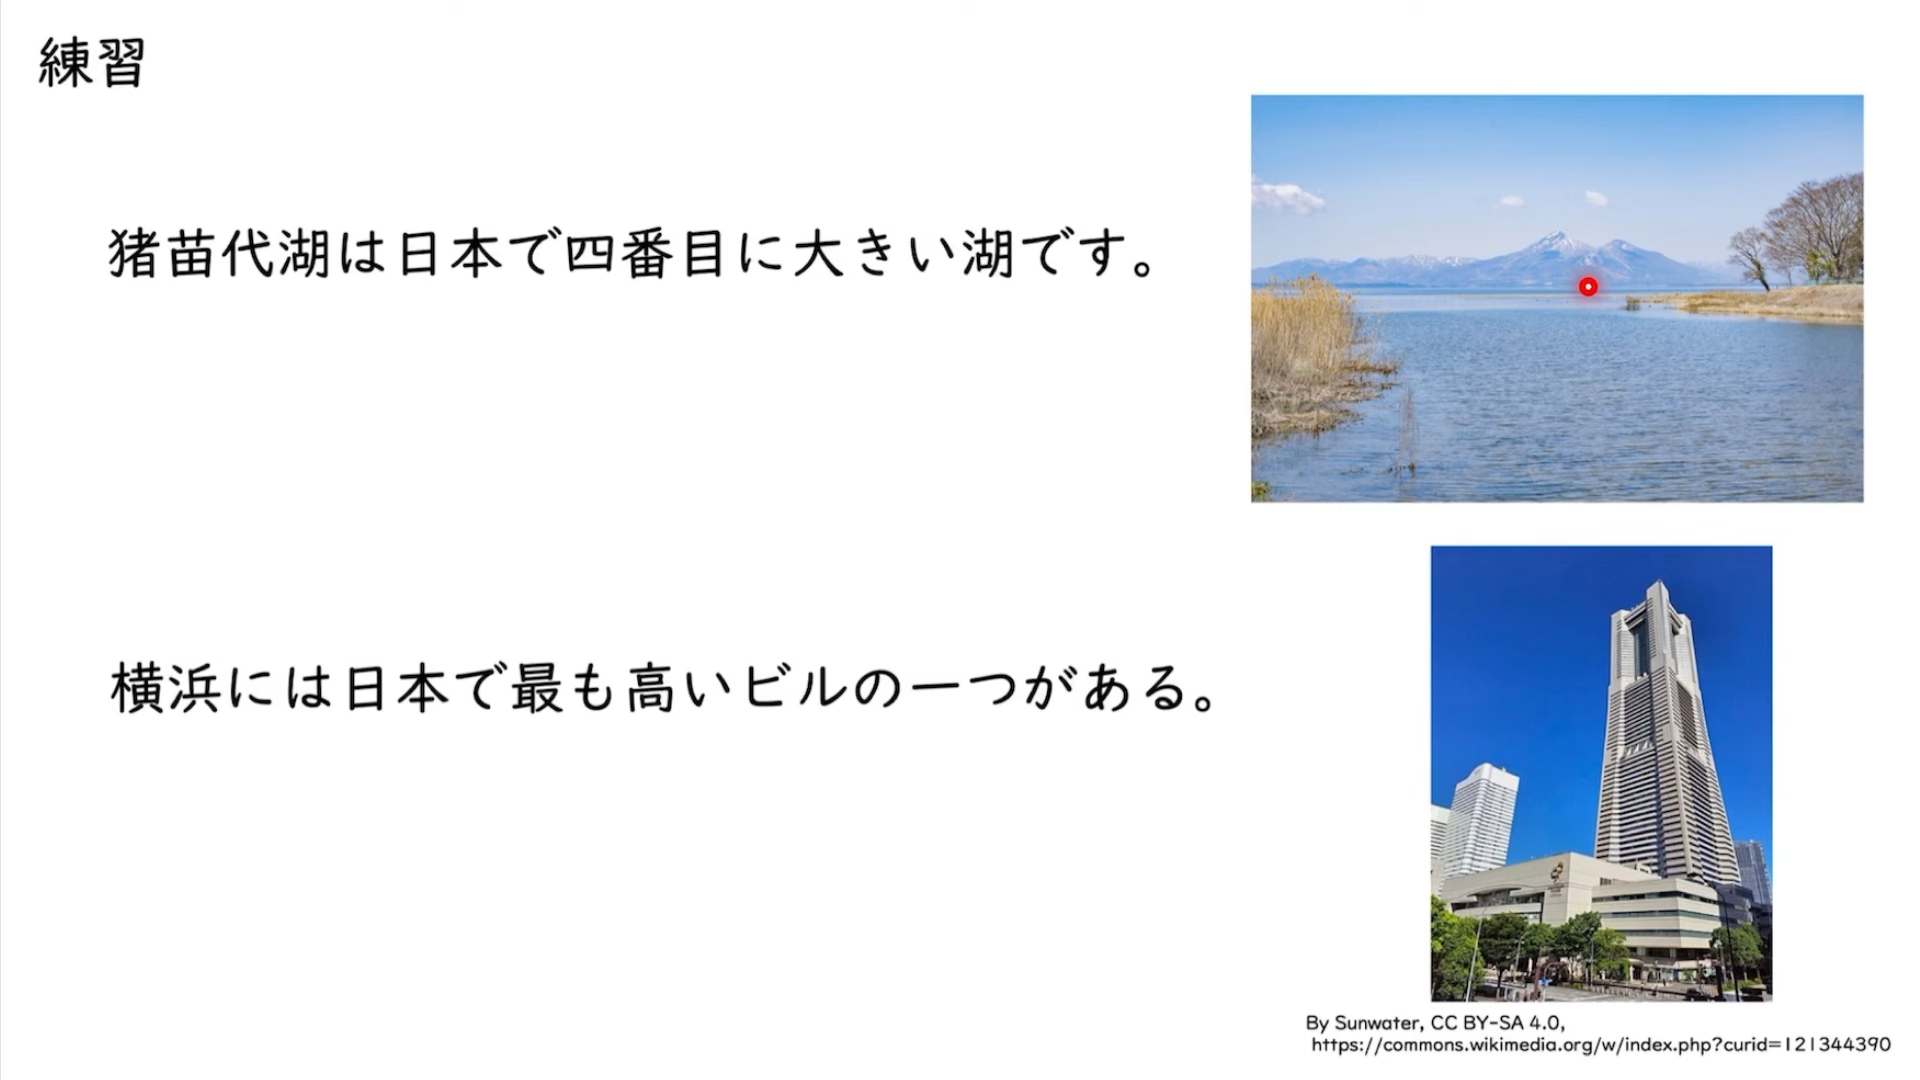 練習
猪苗代湖は日本で四番目に大きい湖です。
横浜には日本で最も高いビルの一つがある。
By Sunwater, CC BY-SA 4.0,
https://commons.wikimedia.org/w/index.php?curid=121344390